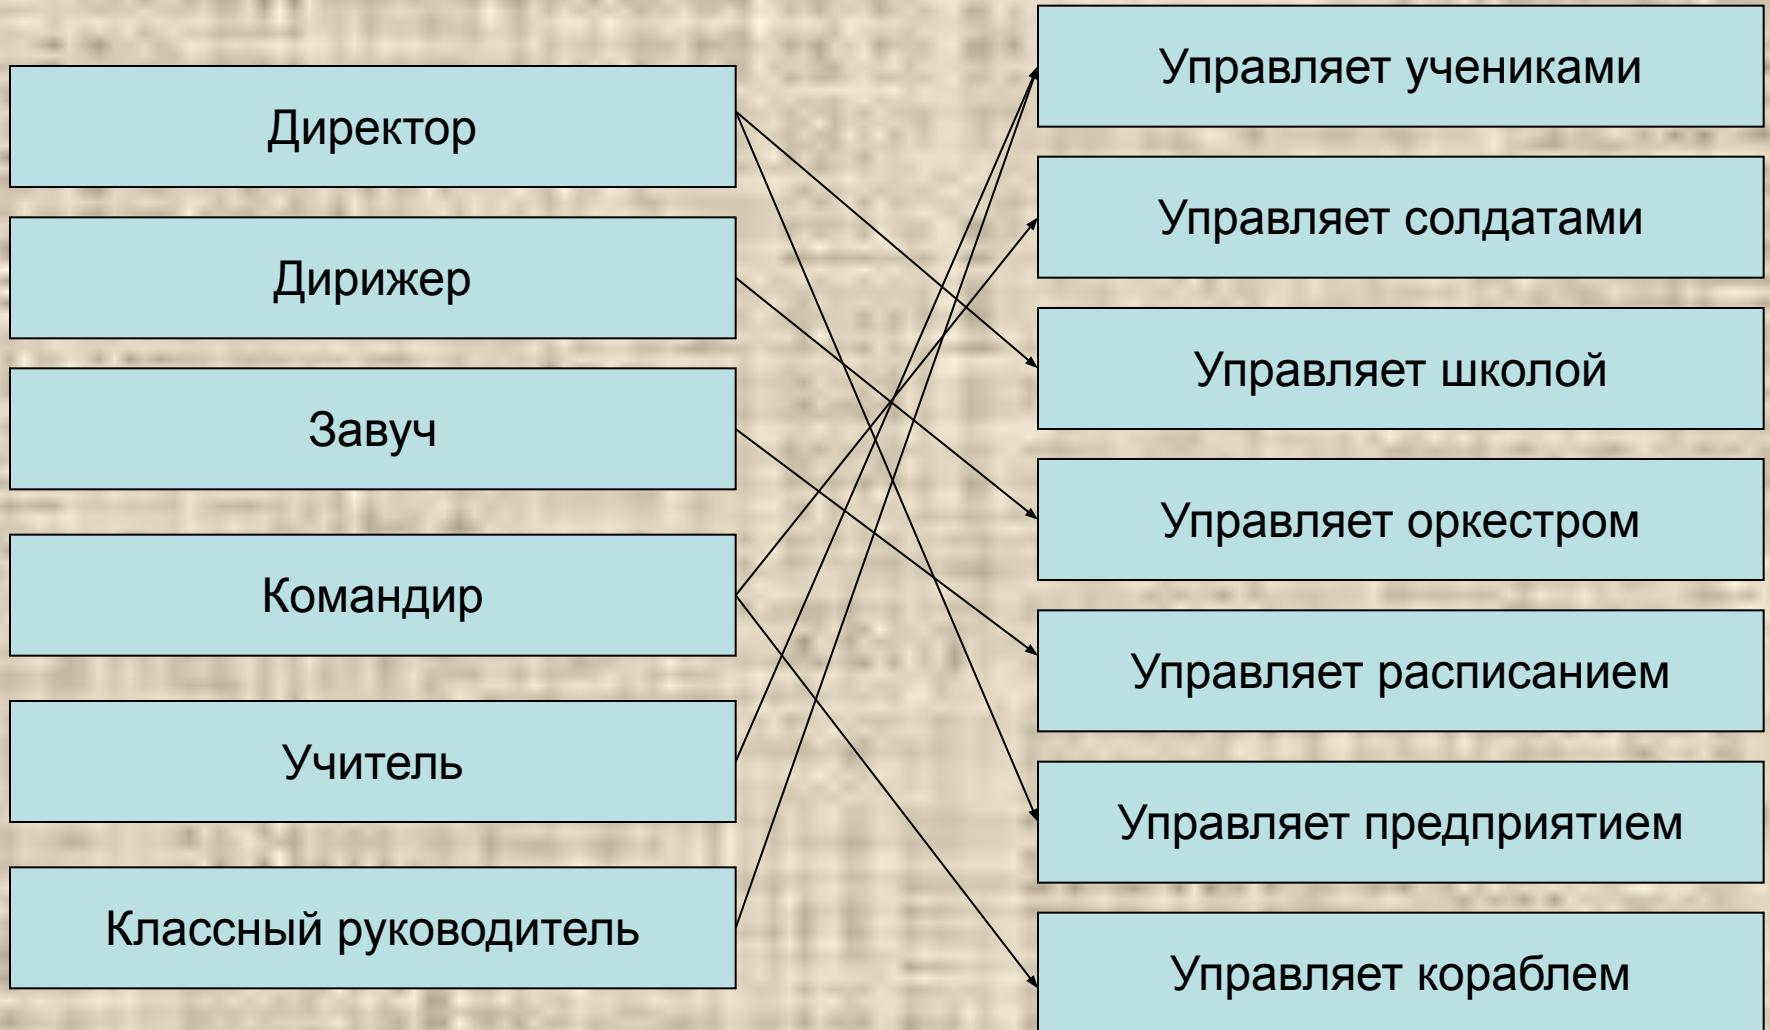 Директор
Дирижер
Завуч
Командир
Учитель
Классный руководитель
Управляет учениками
Управляет солдатами
Управляет школой
Управляет оркестром
Управляет расписанием
Управляет предприятием
Управляет кораблем